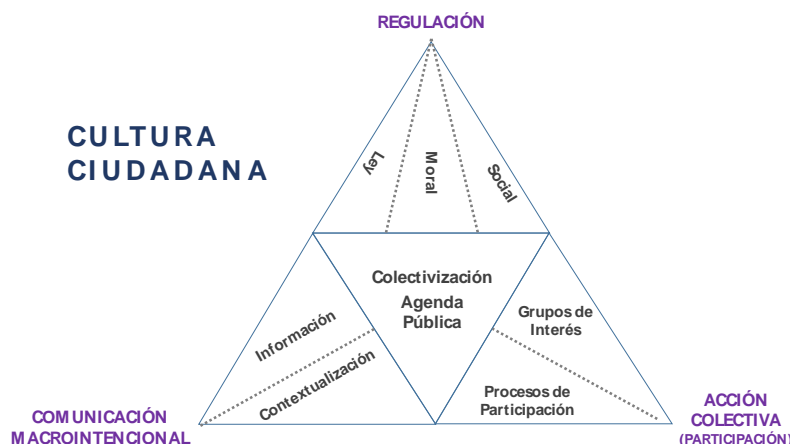 REGULACIÓN
CULTURA
CIUDADANA
Ley
Moral
Social
Colectivización
Agenda
Pública
Información
Contextualización
Grupos de
Interés
Procesos de
Participación
COMUNICACIÓN
MACROINTENCIONAL
ACCIÓN
COLECTIVA
(PARTICIPACIÓN)